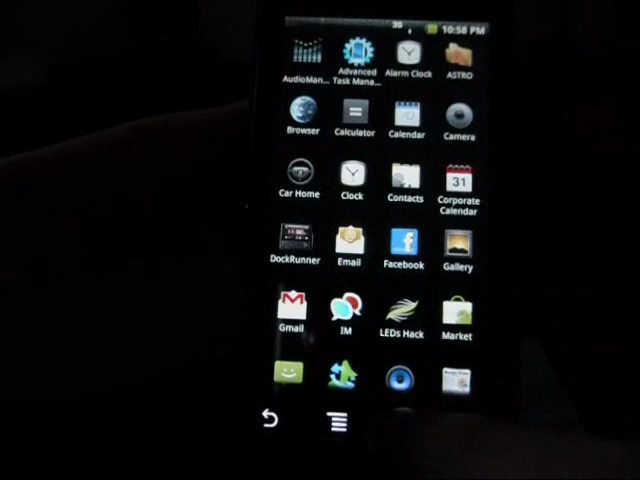 3G 10:58 PM
AudioMan... Advanced Task Mana... Alarm Clock ASTRO
Browser Calculator Calendar Camera
Car Home Clock Contacts 31 Corporate Calendar
DockRunner Email Facebook Gallery
Gmail IM LEDs Hack Market